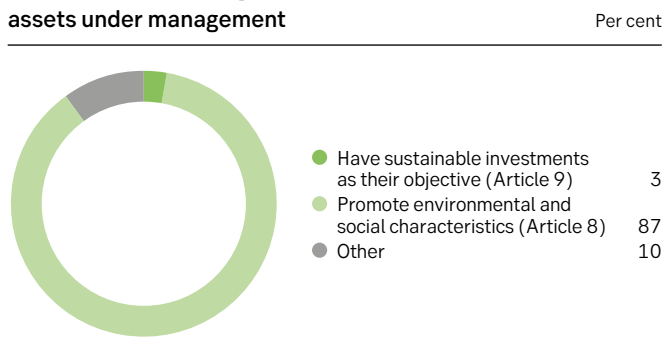 assets under management Per cent
Have sustainable investments
as their objective (Article 9) 3
Promote environmental and
social characteristics (Article 8) 87
Other 10